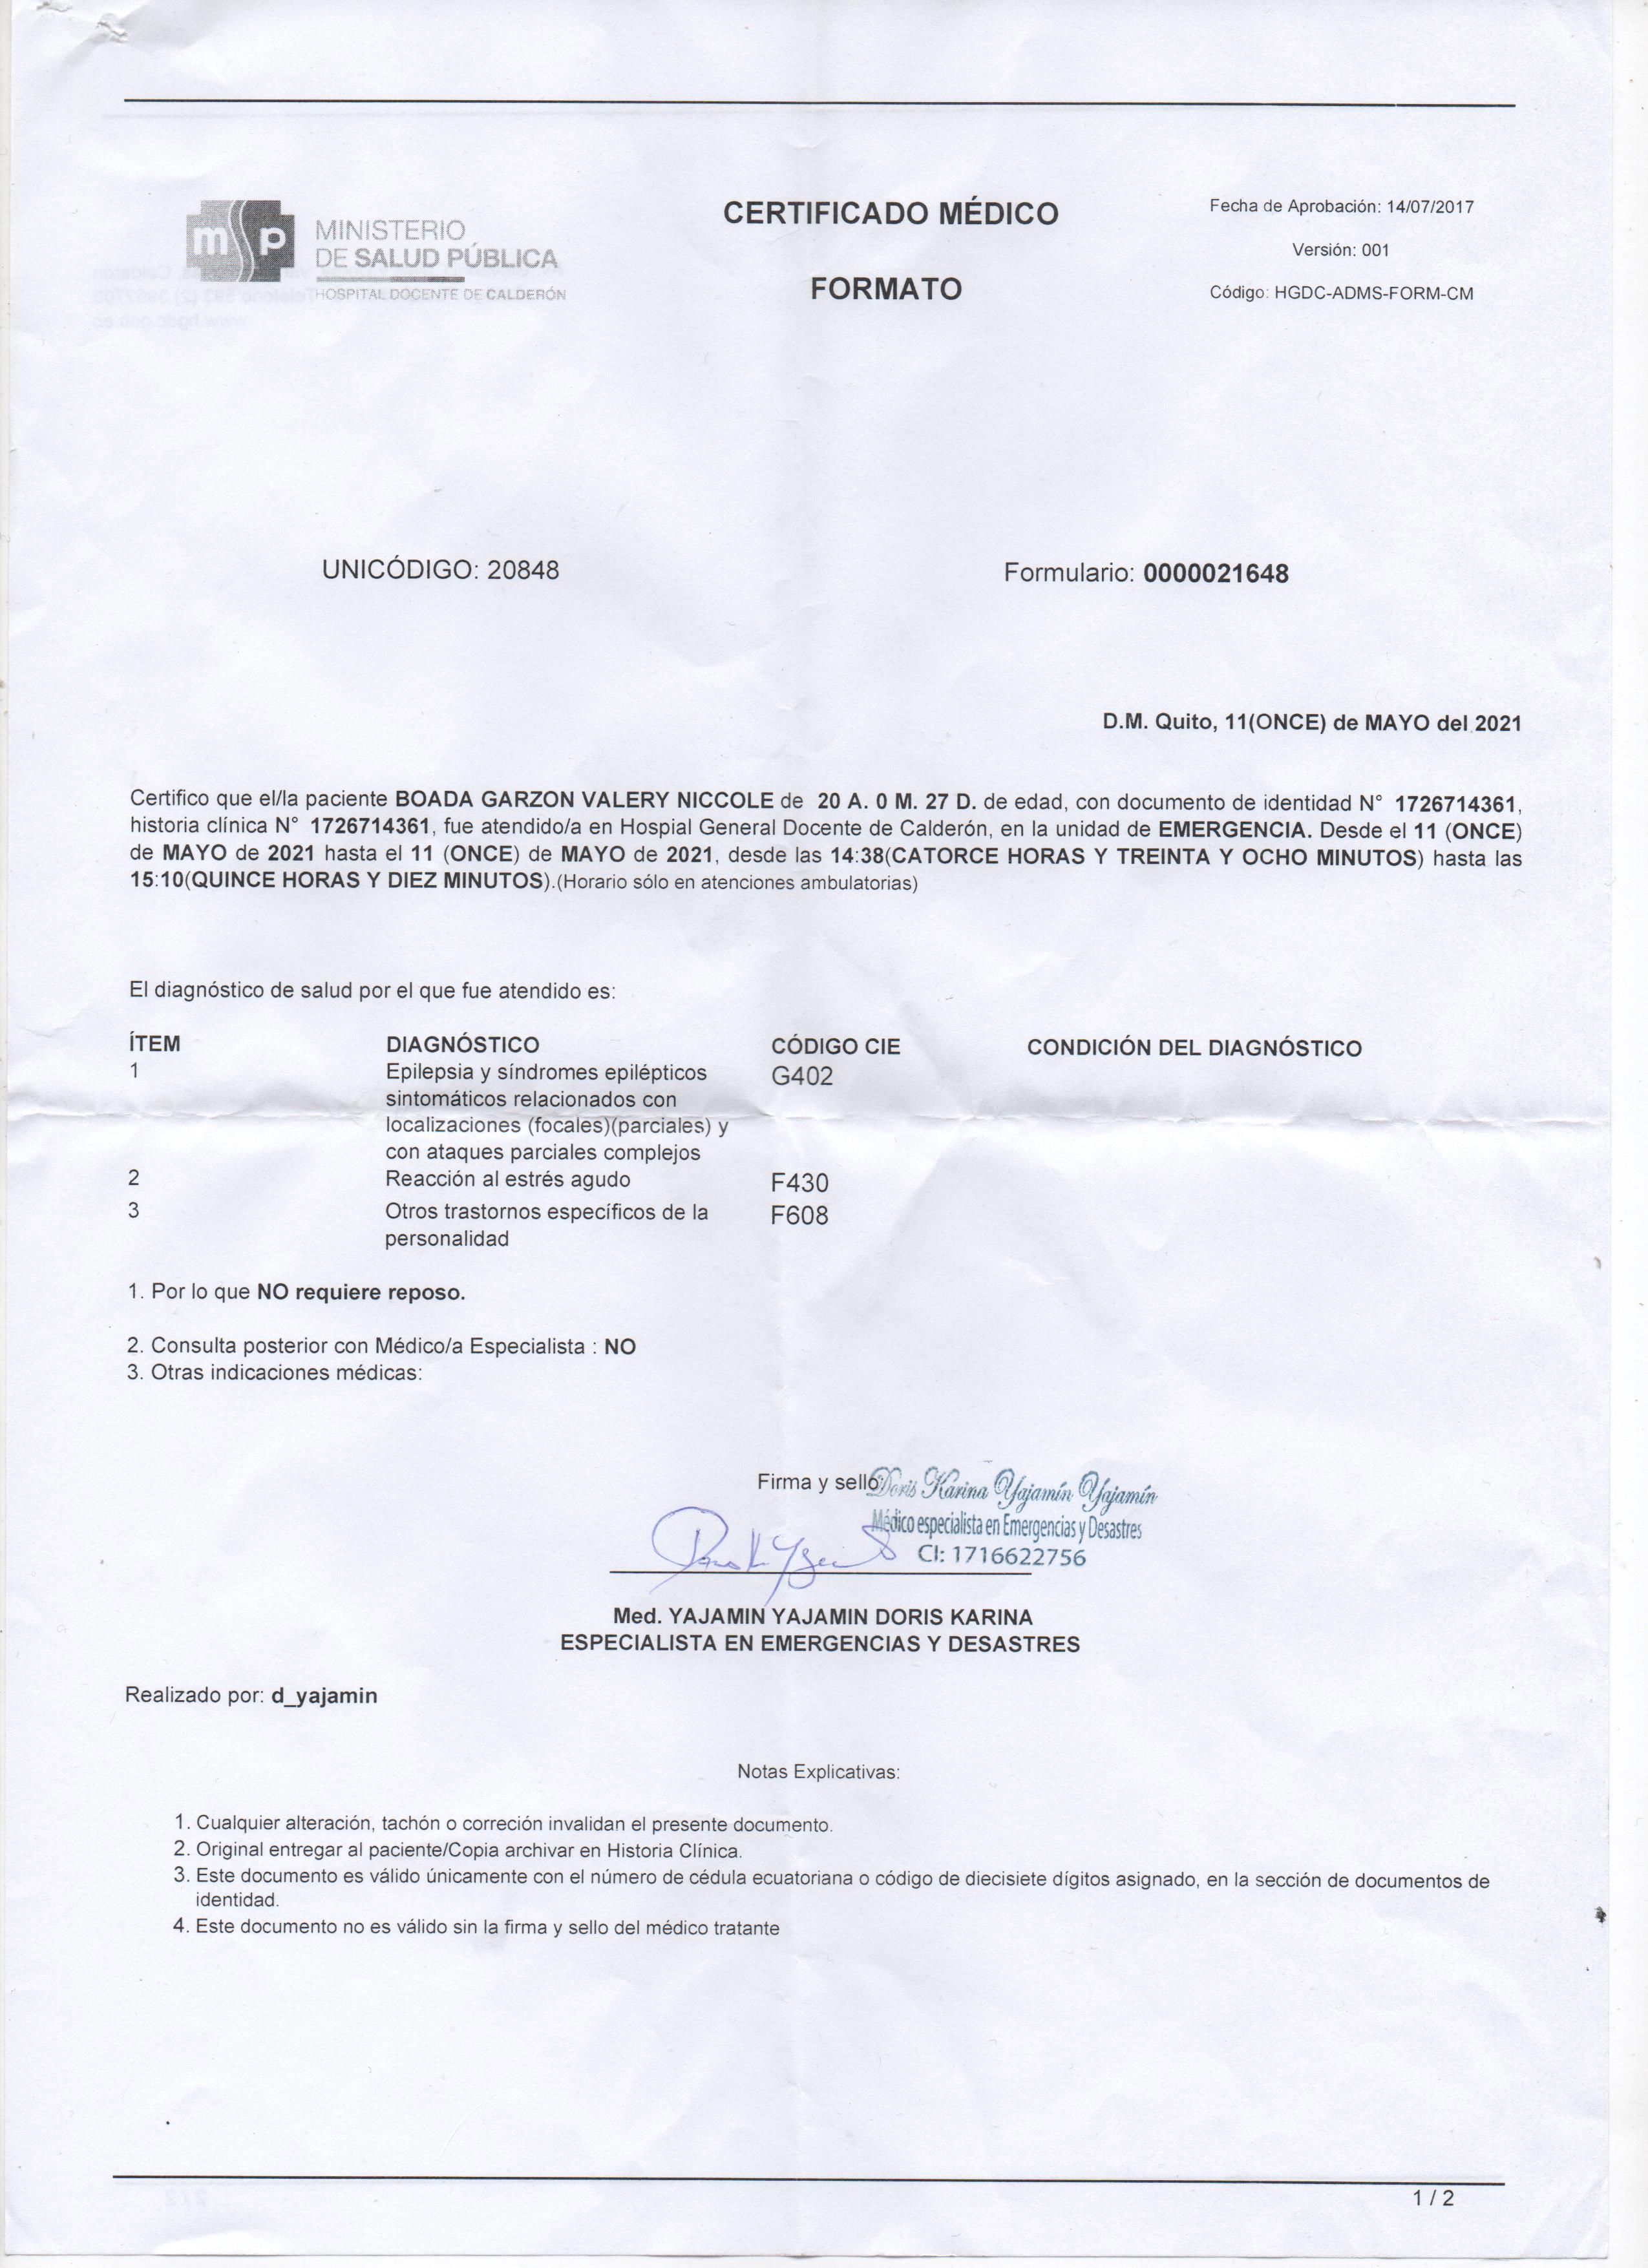 mp
MINISTERIO
DE SALUD PÚBLICA
HOSPITAL DOCENTE DE CALDERÓN
CERTIFICADO MÉDICO
FORMATO
Fecha de Aprobación: 14/07/2017
Versión: 001
Código: HGDC-ADMS-FORM-CM
UNICÓDIGO: 20848
Formulario: 0000021648
D.M. Quito, 11(ONCE) de MAYO del 2021
Certifico que el/la paciente BOADA GARZON VALERY NICCOLE de 20 A. 0 M. 27 D. de edad, con documento de identidad N° 1726714361,
historia clínica N° 1726714361, fue atendido/a en Hospial General Docente de Calderón, en la unidad de EMERGENCIA. Desde el 11 (ONCE)
de MAYO de 2021 hasta el 11 (ONCE) de MAYO de 2021, desde las 14:38(CATORCE HORAS Y TREINTA Y OCHO MINUTOS) hasta las
15:10(QUINCE HORAS Y DIEZ MINUTOS).(Horario sólo en atenciones ambulatorias)
El diagnóstico de salud por el que fue atendido es:
ÍTEM DIAGNÓSTICO CÓDIGO CIE CONDICIÓN DEL DIAGNÓSTICO
1 Epilepsia y síndromes epilépticos G402
sintomáticos relacionados con
localizaciones (focales)(parciales) y
con ataques parciales complejos
2 Reacción al estrés agudo F430
3 Otros trastornos específicos de la F608
personalidad
1. Por lo que NO requiere reposo.
2. Consulta posterior con Médico/a Especialista : NO
3. Otras indicaciones médicas:
Firma y sello:
Doris Karina Yajamín Yajamín
Médico especialista en Emergencias y Desastres
CI: 1716622756
Med. YAJAMIN YAJAMIN DORIS KARINA
ESPECIALISTA EN EMERGENCIAS Y DESASTRES
Realizado por: d_yajamin
Notas Explicativas:
1. Cualquier alteración, tachón o correción invalidan el presente documento.
2. Original entregar al paciente/Copia archivar en Historia Clínica.
3. Este documento es válido únicamente con el número de cédula ecuatoriana o código de diecisiete dígitos asignado, en la sección de documentos de
identidad.
4. Este documento no es válido sin la firma y sello del médico tratante
1 / 2